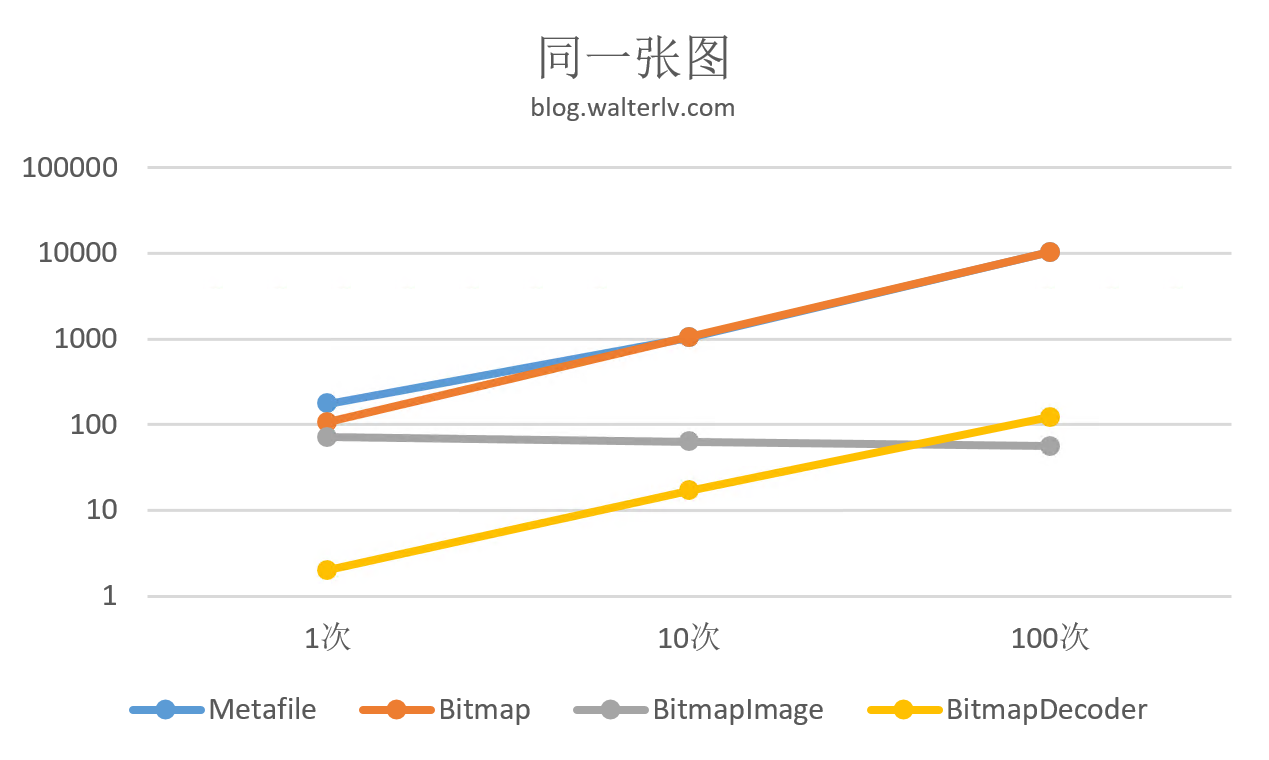 同一张图
blog.walterlv.com
100000
10000
1000
100
10
1
1次 10次 100次
Metafile Bitmap BitmapImage BitmapDecoder